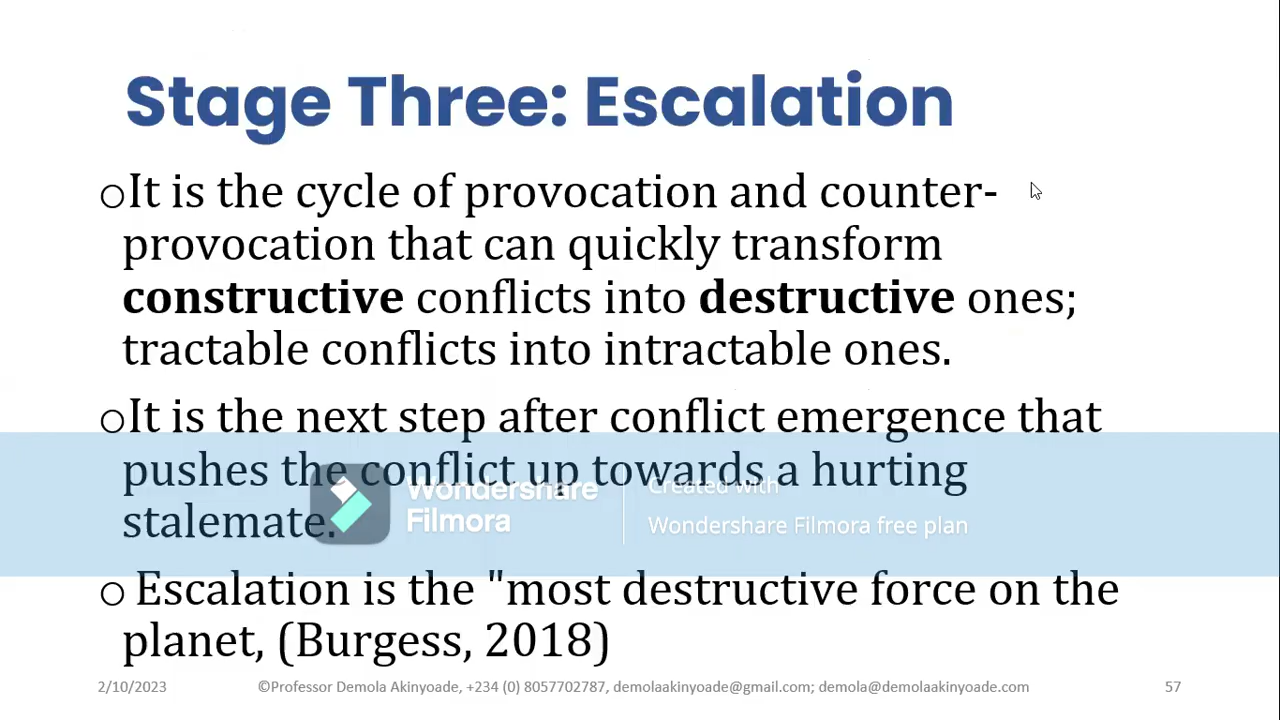 Stage Three: Escalation
oIt is the cycle of provocation and counter-
provocation that can quickly transform
constructive conflicts into destructive ones;
tractable conflicts into intractable ones.
oIt is the next step after conflict emergence that
pushes the conflict up towards a hurting
stalemate.
Wondershare
Filmora
Created with
Wondershare Filmora free plan
o Escalation is the "most destructive force on the
planet, (Burgess, 2018)
2/10/2023 ©Professor Demola Akinyoade, +234 (0) 8057702787, demolaakinyoade@gmail.com; demola@demolaakinyoade.com 57